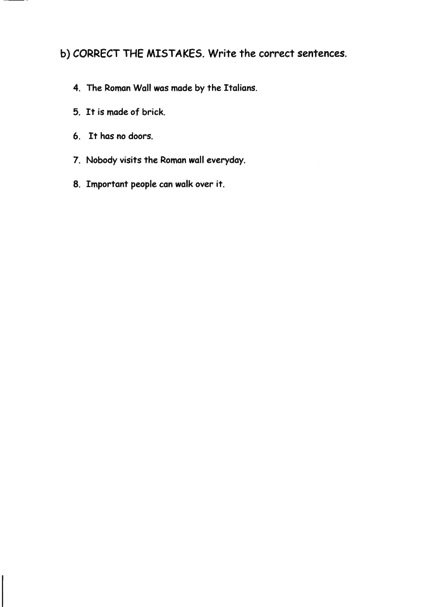 b) CORRECT THE MISTAKES. Write the correct sentences.
4. The Roman Wall was made by the Italians.
5. It is made of brick.
6. It has no doors.
7. Nobody visits the Roman wall everyday.
8. Important people can walk over it.